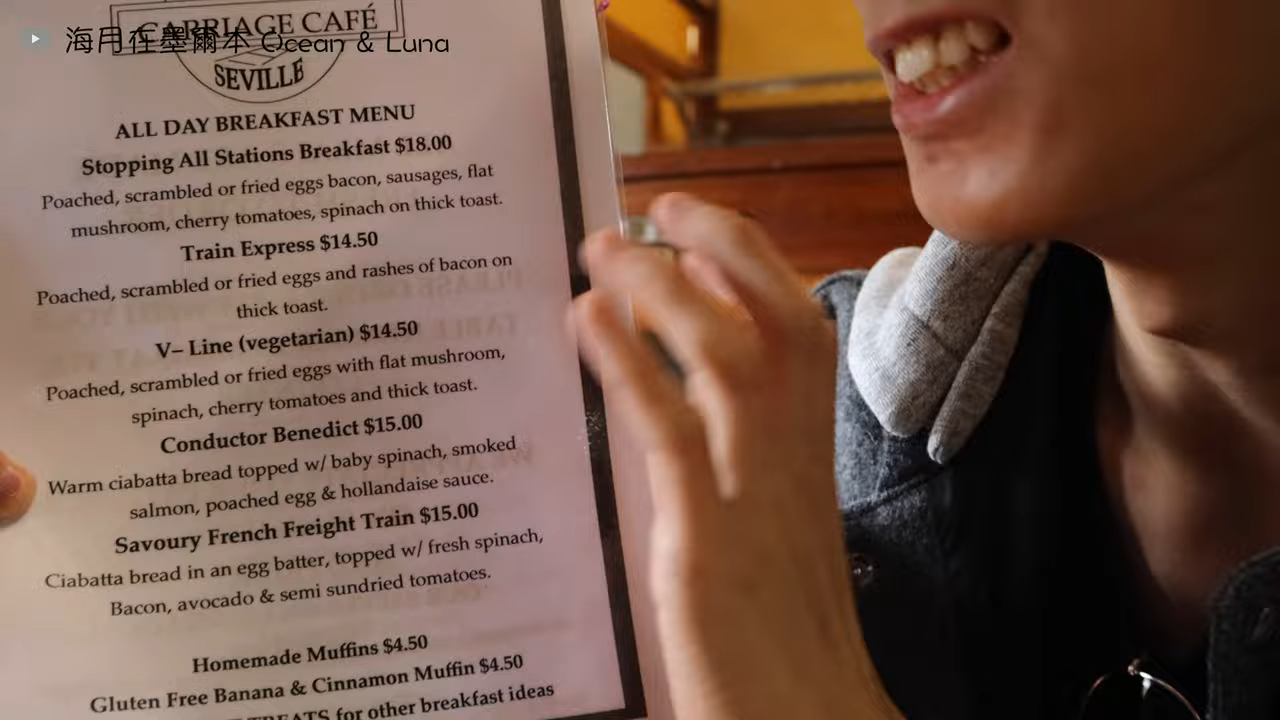 CARRIAGE CAFÉ
海月在墨爾本 Ocean & Luna
SEVILLE
ALL DAY BREAKFAST MENU
Stopping All Stations Breakfast $18.00
Poached, scrambled or fried eggs bacon, sausages, flat
mushroom, cherry tomatoes, spinach on thick toast.
Train Express $14.50
Poached, scrambled or fried eggs and rashes of bacon on
thick toast.
V– Line (vegetarian) $14.50
Poached, scrambled or fried eggs with flat mushroom,
spinach, cherry tomatoes and thick toast.
Conductor Benedict $15.00
Warm ciabatta bread topped w/ baby spinach, smoked
salmon, poached egg & hollandaise sauce.
Savoury French Freight Train $15.00
Ciabatta bread in an egg batter, topped w/ fresh spinach,
Bacon, avocado & semi sundried tomatoes.
Homemade Muffins $4.50
Gluten Free Banana & Cinnamon Muffin $4.50
TREATS for other breakfast ideas